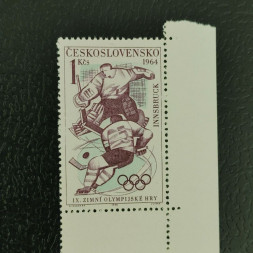 ČESKOSLOVENSKO
1 Kčs
1964
INNSBRUCK
IX. ZIMNÍ OLYMPIJSKÉ HRY